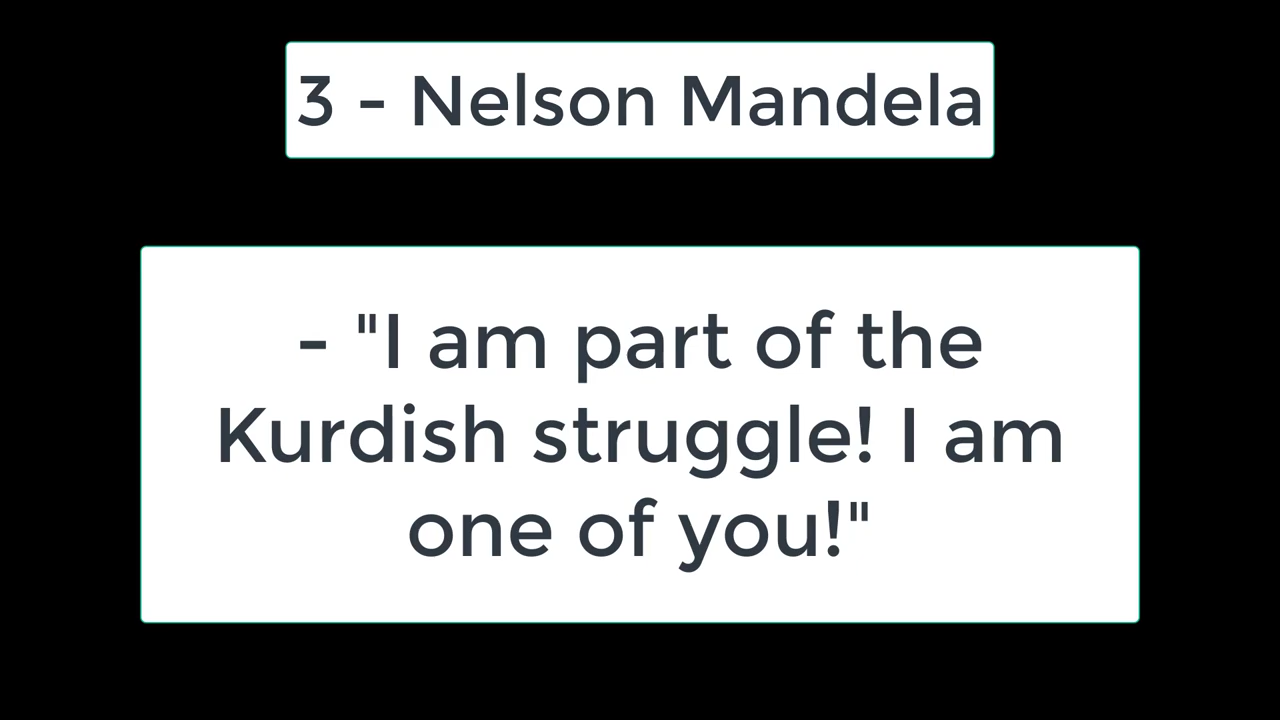 3 - Nelson Mandela
- "I am part of the
Kurdish struggle! I am
one of you!"